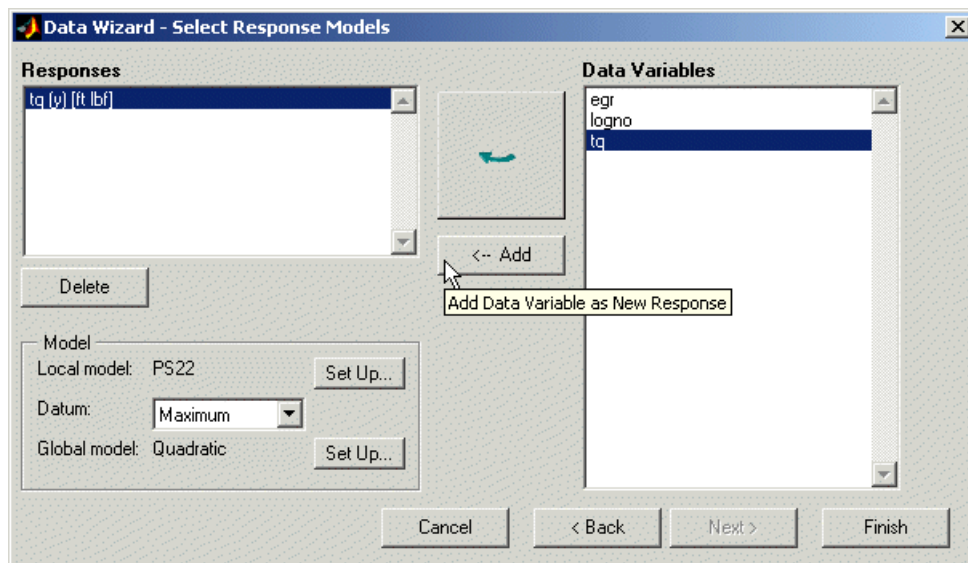 Data Wizard - Select Response Models
Responses
tq (y) [ft lbf]
Delete
<-- Add
Add Data Variable as New Response
Data Variables
egr
logno
tq
Model
Local model: PS22 Set Up...
Datum: Maximum
Global model: Quadratic Set Up...
Cancel < Back Next > Finish